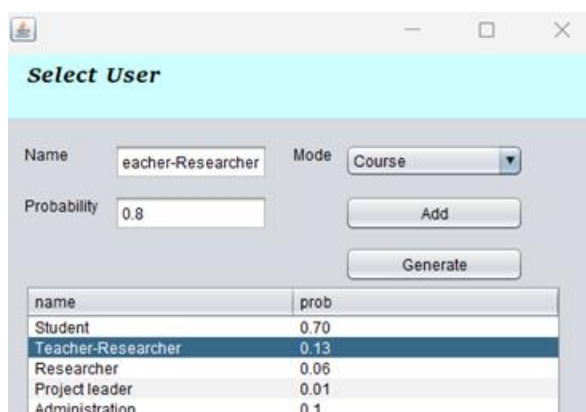 Select User
Name eacher-Researcher Mode Course
Probability 0.8 Add
Generate
name prob
Student 0.70
Teacher-Researcher 0.13
Researcher 0.06
Project leader 0.01
Administration 0.1